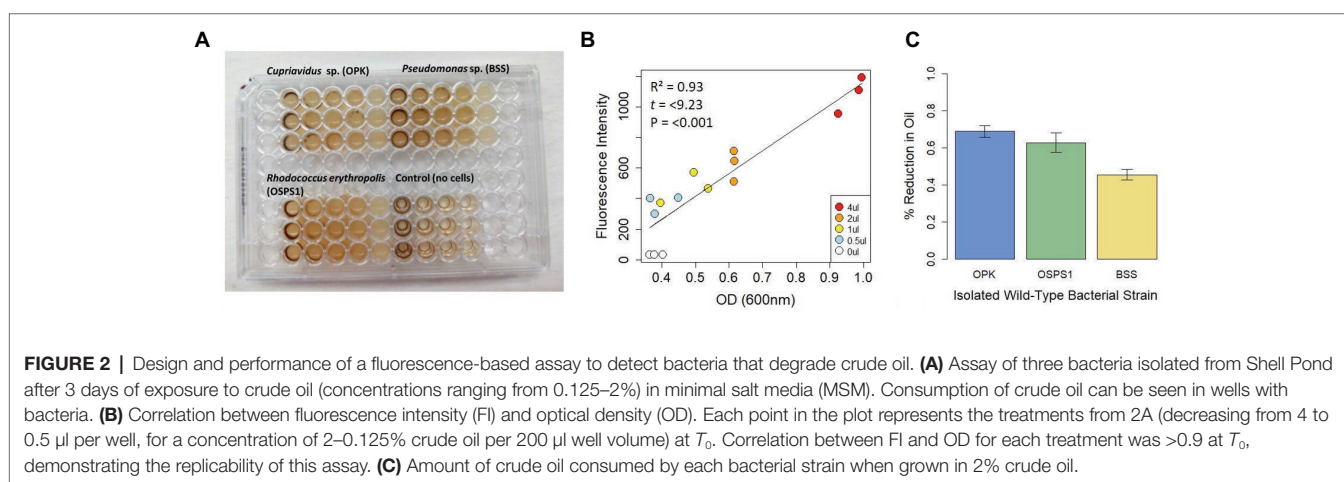 A
Cupriavidus sp. (OPK)
Pseudomonas sp. (BSS)
Rhodococcus erythropolis
(OSPS1)
Control (no cells)
B
R² = 0.93
t = <9.23
P = <0.001
Fluorescence Intensity
0
200
600
1000
0.4
0.5
0.6
0.7
0.8
0.9
1.0
OD (600nm)
4ul
2ul
1ul
0.5ul
0ul
C
% Reduction in Oil
0.0
0.2
0.4
0.6
0.8
1.0
OPK
OSPS1
BSS
Isolated Wild-Type Bacterial Strain
FIGURE 2 | Design and performance of a fluorescence-based assay to detect bacteria that degrade crude oil. (A) Assay of three bacteria isolated from Shell Pond
after 3 days of exposure to crude oil (concentrations ranging from 0.125–2%) in minimal salt media (MSM). Consumption of crude oil can be seen in wells with
bacteria. (B) Correlation between fluorescence intensity (FI) and optical density (OD). Each point in the plot represents the treatments from 2A (decreasing from 4 to
0.5 μl per well, for a concentration of 2–0.125% crude oil per 200 μl well volume) at T₀. Correlation between FI and OD for each treatment was >0.9 at T₀,
demonstrating the replicability of this assay. (C) Amount of crude oil consumed by each bacterial strain when grown in 2% crude oil.